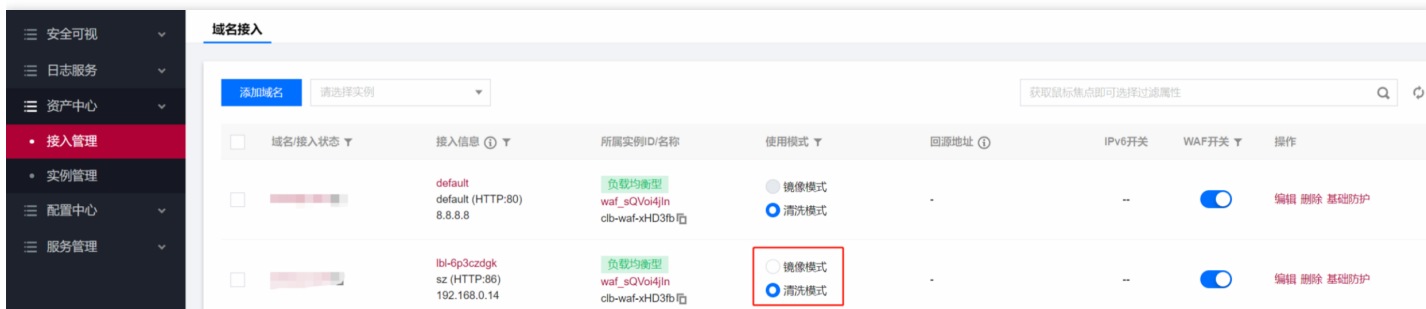 安全可视
日志服务
资产中心
接入管理
实例管理
配置中心
服务管理
域名接入
添加域名 请选择实例 获取鼠标焦点即可选择过滤属性
域名/接入状态 接入信息 所属实例ID/名称 使用模式 回源地址 IPv6开关 WAF开关 操作
default
default (HTTP:80)
8.8.8.8
负载均衡型
waf_sQVoi4jIn
clb-waf-xHD3fb
镜像模式
清洗模式
-
--
编辑 删除 基础防护
lbl-6p3czdgk
sz (HTTP:86)
192.168.0.14
负载均衡型
waf_sQVoi4jIn
clb-waf-xHD3fb
镜像模式
清洗模式
-
--
编辑 删除 基础防护